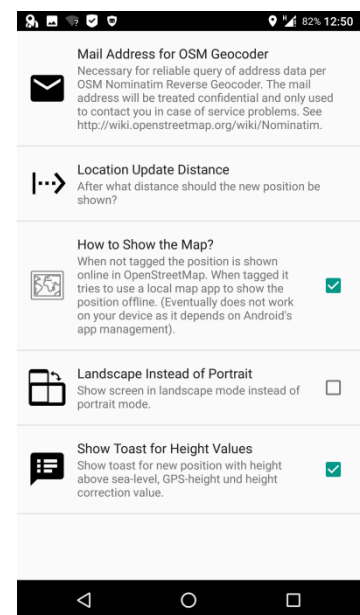 82% 12:50
Mail Address for OSM Geocoder
Necessary for reliable query of address data per
OSM Nominatim Reverse Geocoder. The mail
address will be treated confidential and only used
to contact you in case of service problems. See
http://wiki.openstreetmap.org/wiki/Nominatim.
Location Update Distance
After what distance should the new position be
shown?
How to Show the Map?
When not tagged the position is shown
online in OpenStreetMap. When tagged it
tries to use a local map app to show the
position offline. (Eventually does not work
on your device as it depends on Android's
app management).
Landscape Instead of Portrait
Show screen in landscape mode instead of
portrait mode.
Show Toast for Height Values
Show toast for new position with height
above sea-level, GPS-height und height
correction value.